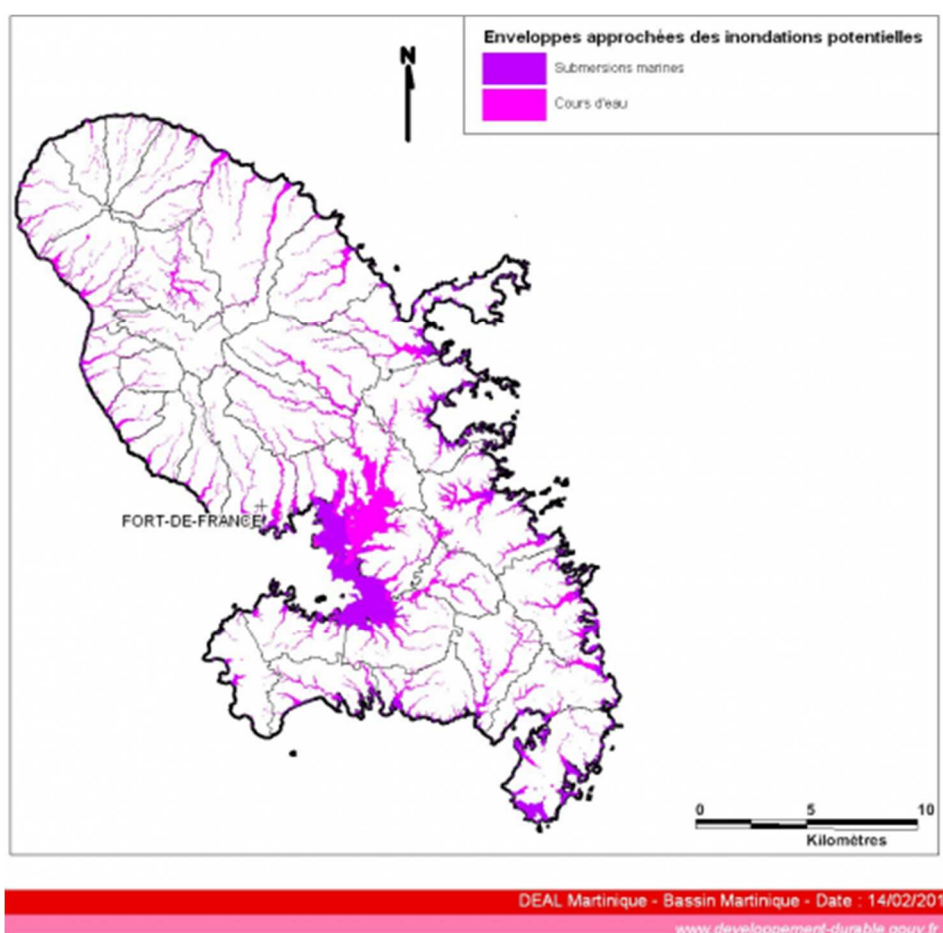 Enveloppes approchées des inondations potentielles
Submersions marines
Cours d'eau
N
FORT-DE-FRANCE
0 5 10
Kilomètres
DEAL Martinique - Bassin Martinique - Date : 14/02/201
www.developpement-durable.gouv.fr